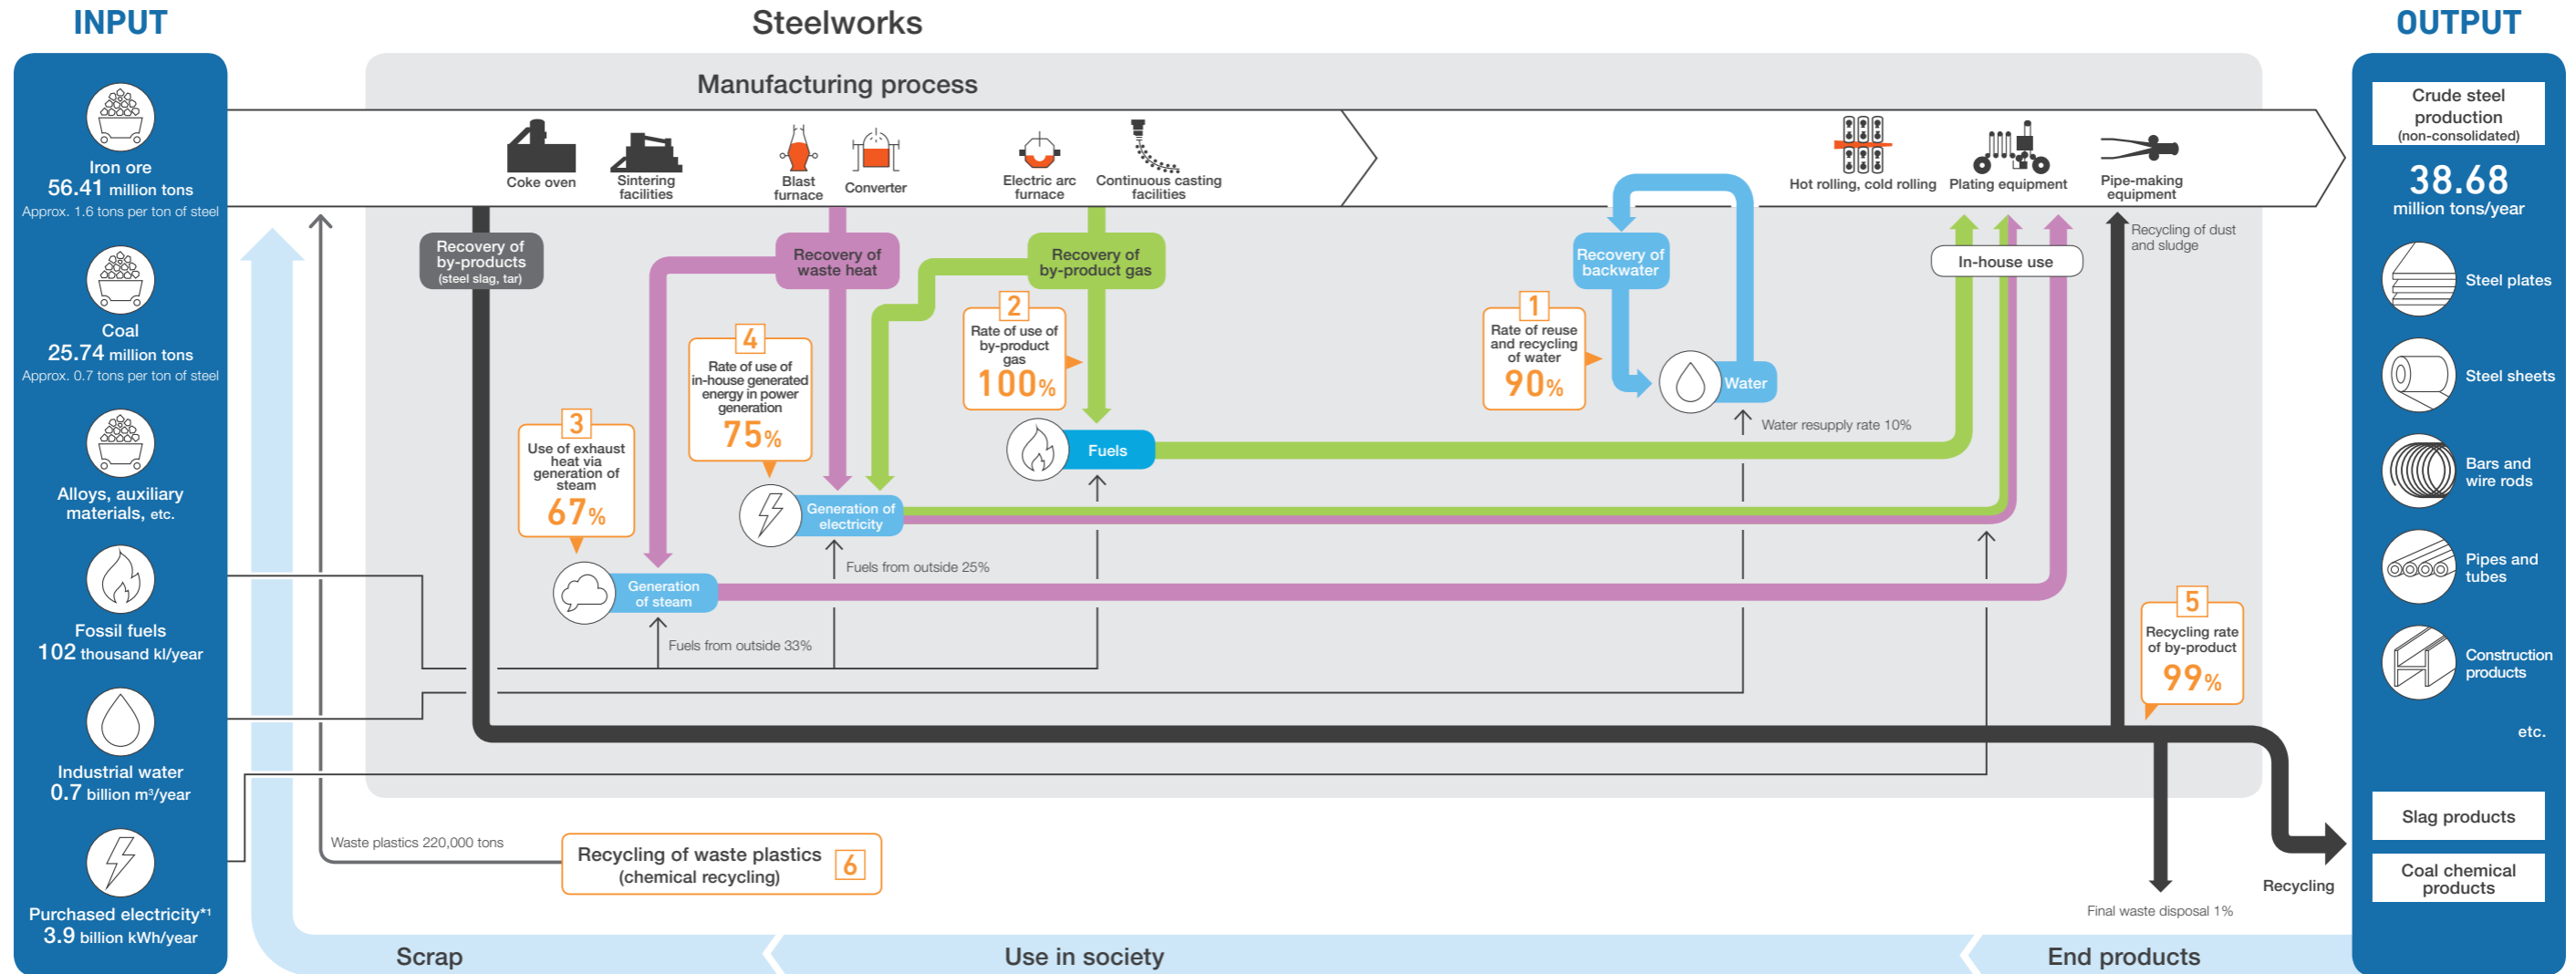 INPUT
Steelworks
OUTPUT
Manufacturing process
Iron ore
56.41 million tons
Approx. 1.6 tons per ton of steel
Coal
25.74 million tons
Approx. 0.7 tons per ton of steel
Alloys, auxiliary
materials, etc.
Fossil fuels
102 thousand kl/year
Industrial water
0.7 billion m³/year
Purchased electricity*1
3.9 billion kWh/year
Coke oven
Sintering
facilities
Blast
furnace
Converter
Electric arc
furnace
Continuous casting
facilities
Hot rolling, cold rolling
Plating equipment
Pipe-making
equipment
Recovery of
by-products
(steel slag, tar)
Recovery of
waste heat
Recovery of
by-product gas
Recovery of
backwater
In-house use
Recycling of dust
and sludge
1
Rate of reuse
and recycling
of water
90%
2
Rate of use of
by-product
gas
100%
4
Rate of use of
in-house generated
energy in power
generation
75%
3
Use of exhaust
heat via
generation of
steam
67%
Water
Water resupply rate 10%
Fuels
Generation of
electricity
Fuels from outside 25%
Generation
of steam
Fuels from outside 33%
5
Recycling rate
of by-product
99%
Waste plastics 220,000 tons
Recycling of waste plastics
(chemical recycling)
6
Recycling
Final waste disposal 1%
Scrap
Use in society
End products
Crude steel
production
(non-consolidated)
38.68
million tons/year
Steel plates
Steel sheets
Bars and
wire rods
Pipes and
tubes
Construction
products
etc.
Slag products
Coal chemical
products